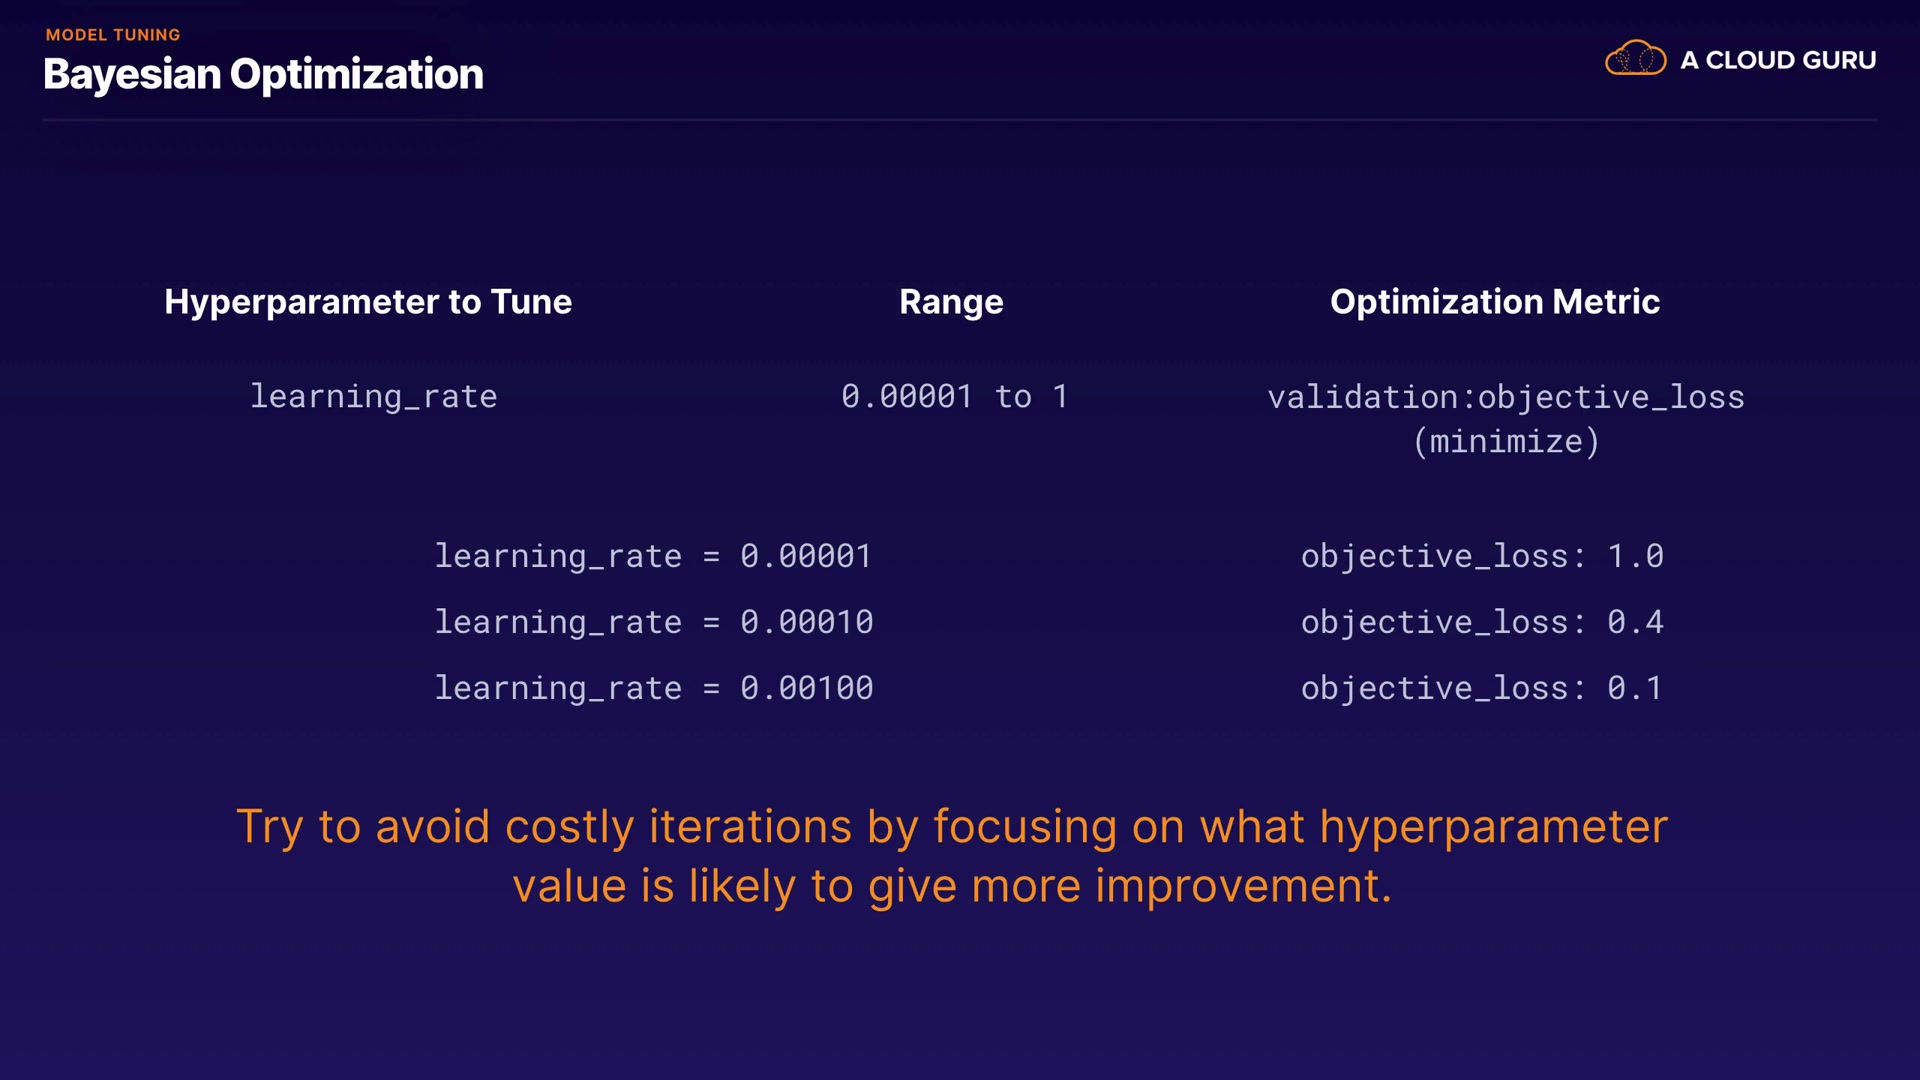 MODEL TUNING
Bayesian Optimization
A CLOUD GURU
Hyperparameter to Tune
Range
Optimization Metric
learning_rate
0.00001 to 1
validation:objective_loss
(minimize)
learning_rate = 0.00001
objective_loss: 1.0
learning_rate = 0.00010
objective_loss: 0.4
learning_rate = 0.00100
objective_loss: 0.1
Try to avoid costly iterations by focusing on what hyperparameter
value is likely to give more improvement.